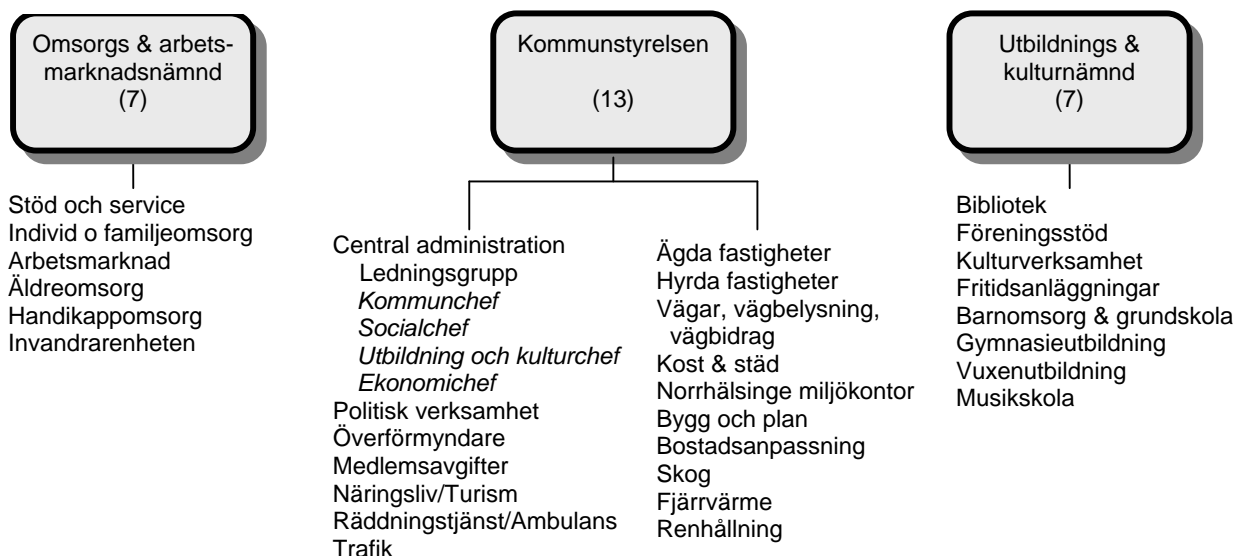 Omsorgs & arbets-
marknadsnämnd
(7)
Stöd och service
Individ o familjeomsorg
Arbetsmarknad
Äldreomsorg
Handikappomsorg
Invandrarenheten
Kommunstyrelsen
(13)
Central administration
Ledningsgrupp
Kommunchef
Socialchef
Utbildning och kulturchef
Ekonomichef
Politisk verksamhet
Överförmyndare
Medlemsavgifter
Näringsliv/Turism
Räddningstjänst/Ambulans
Trafik
Ägda fastigheter
Hyrda fastigheter
Vägar, vägbelysning,
vägbidrag
Kost & städ
Norrhälsinge miljökontor
Bygg och plan
Bostadsanpassning
Skog
Fjärrvärme
Renhållning
Utbildnings &
kulturnämnd
(7)
Bibliotek
Föreningsstöd
Kulturverksamhet
Fritidsanläggningar
Barnomsorg & grundskola
Gymnasieutbildning
Vuxenutbildning
Musikskola